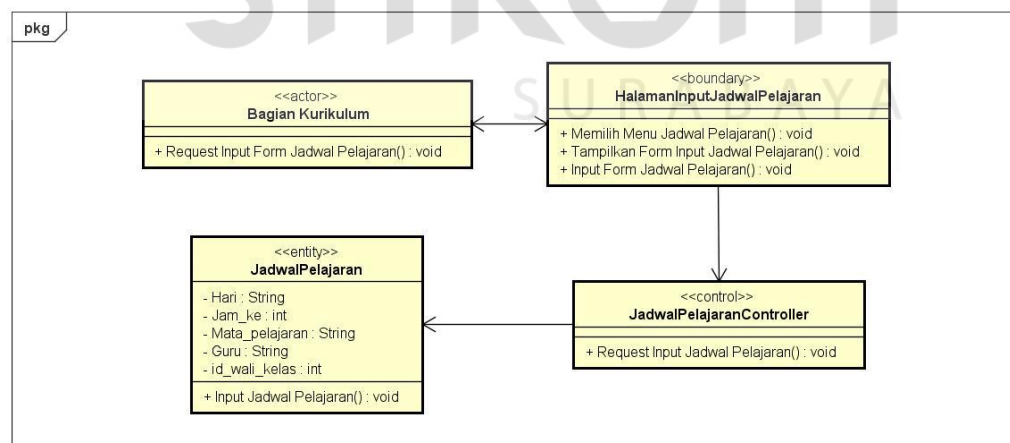 pkg
SURABAYA
<<actor>>
Bagian Kurikulum
+ Request Input Form Jadwal Pelajaran() : void
<<boundary>>
HalamanInputJadwalPelajaran
+ Memilih Menu Jadwal Pelajaran() : void
+ Tampilkan Form Input Jadwal Pelajaran() : void
+ Input Form Jadwal Pelajaran() : void
<<entity>>
JadwalPelajaran
- Hari : String
- Jam_ke : int
- Mata_pelajaran : String
- Guru : String
- id_wali_kelas : int
+ Input Jadwal Pelajaran() : void
<<control>>
JadwalPelajaranController
+ Request Input Jadwal Pelajaran() : void